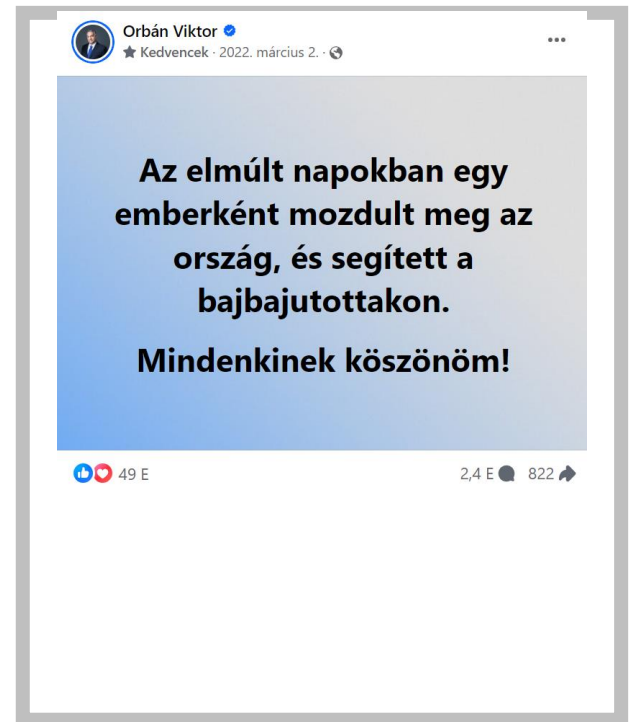 Orbán Viktor
Kedvencek · 2022. március 2. ·
Az elmúlt napokban egy
emberként mozdult meg az
ország, és segített a
bajbajutottakon.
Mindenkinek köszönöm!
49 E 2,4 E 822